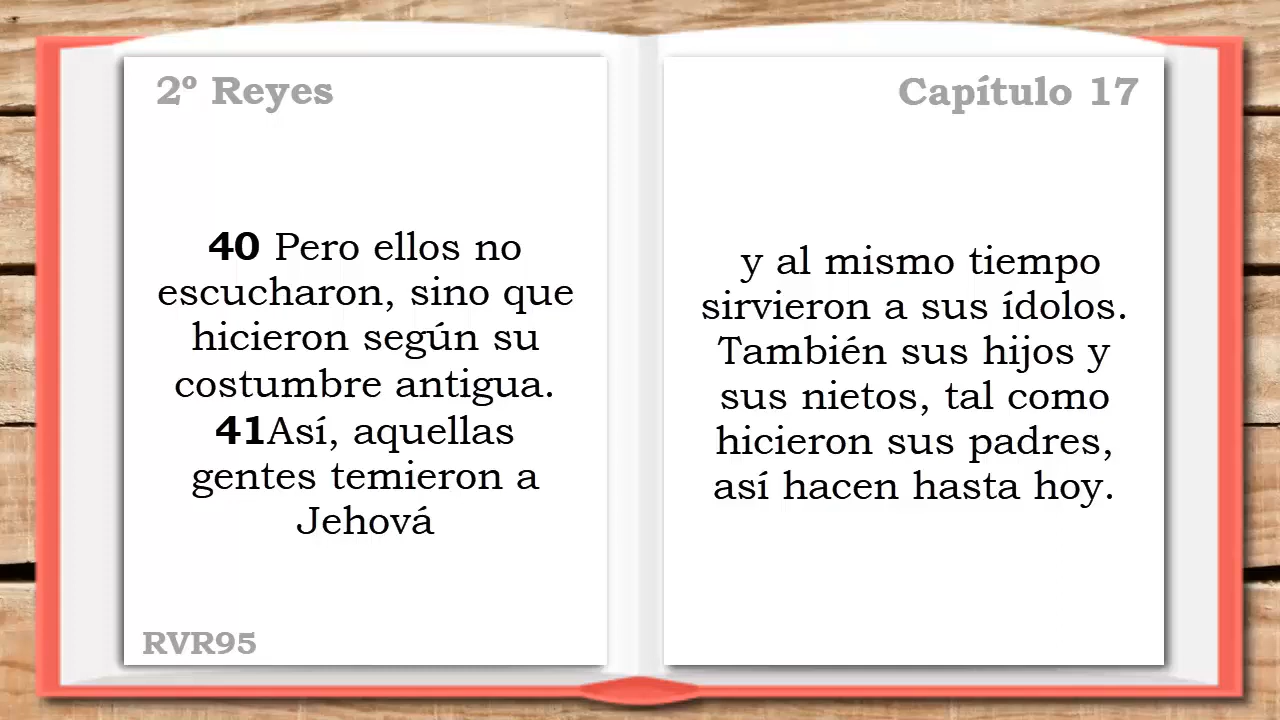 2º Reyes
40 Pero ellos no
escucharon, sino que
hicieron según su
costumbre antigua.
41Así, aquellas
gentes temieron a
Jehová
RVR95
Capítulo 17
y al mismo tiempo
sirvieron a sus ídolos.
También sus hijos y
sus nietos, tal como
hicieron sus padres,
así hacen hasta hoy.